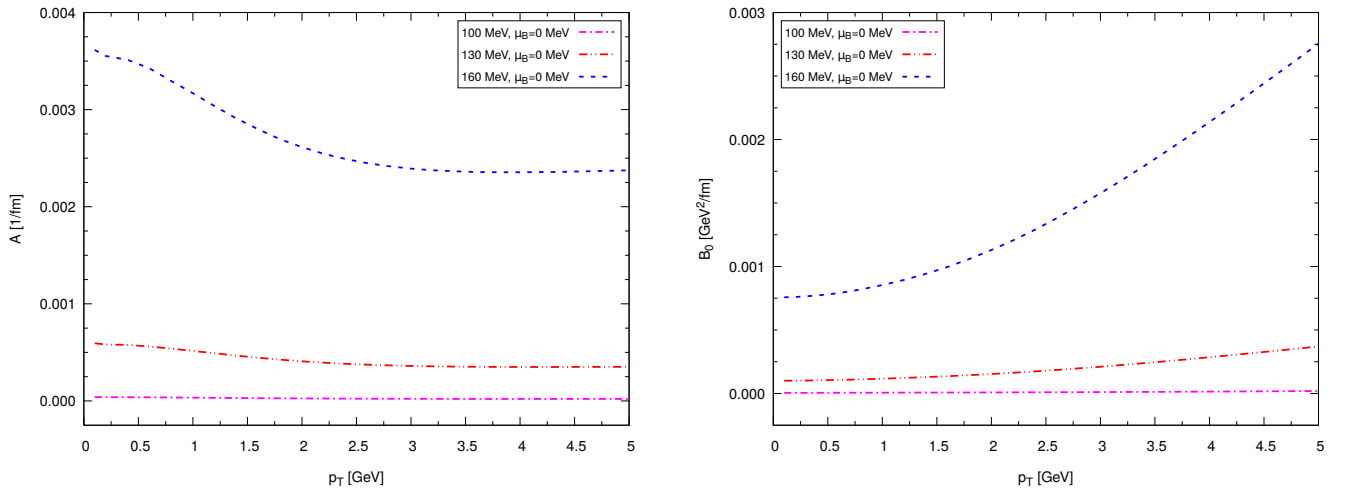 0.004
0.003
0.002
0.001
0.000
A [1/fm]
100 MeV, μB=0 MeV
130 MeV, μB=0 MeV
160 MeV, μB=0 MeV
0 0.5 1 1.5 2 2.5 3 3.5 4 4.5 5
pT [GeV]
0.003
0.002
0.001
0.000
B0 [GeV2/fm]
100 MeV, μB=0 MeV
130 MeV, μB=0 MeV
160 MeV, μB=0 MeV
0 0.5 1 1.5 2 2.5 3 3.5 4 4.5 5
pT [GeV]